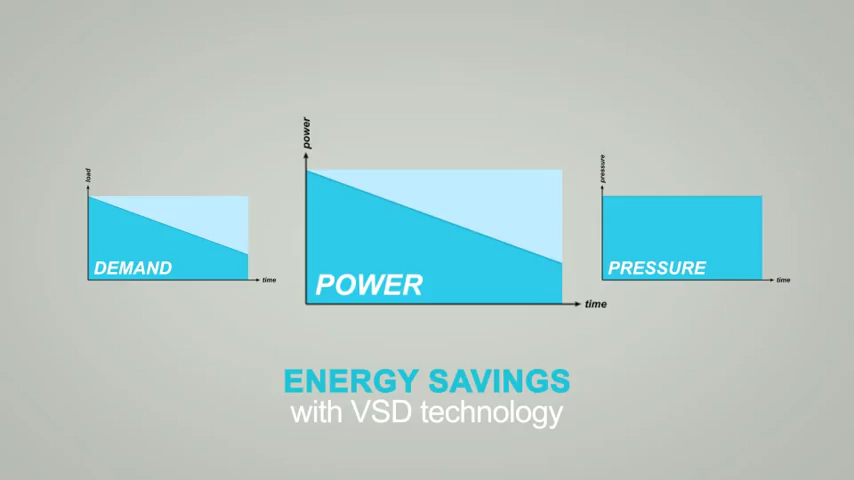 load
DEMAND
time
power
POWER
time
pressure
PRESSURE
time
ENERGY SAVINGS
with VSD technology